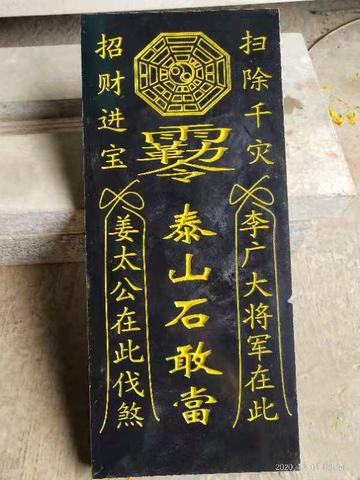 扫除千灾
招财进宝
李广大将军在此
泰山石敢當
姜太公在此伐煞